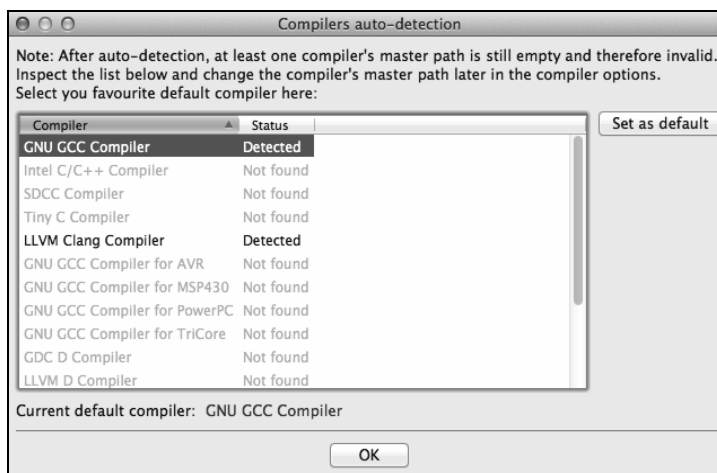 Compilers auto-detection
Note: After auto-detection, at least one compiler's master path is still empty and therefore invalid.
Inspect the list below and change the compiler's master path later in the compiler options.
Select you favourite default compiler here:
Compiler Status
Set as default
GNU GCC Compiler Detected
Intel C/C++ Compiler Not found
SDCC Compiler Not found
Tiny C Compiler Not found
LLVM Clang Compiler Detected
GNU GCC Compiler for AVR Not found
GNU GCC Compiler for MSP430 Not found
GNU GCC Compiler for PowerPC Not found
GNU GCC Compiler for TriCore Not found
GDC D Compiler Not found
LLVM D Compiler Not found
Current default compiler: GNU GCC Compiler
OK